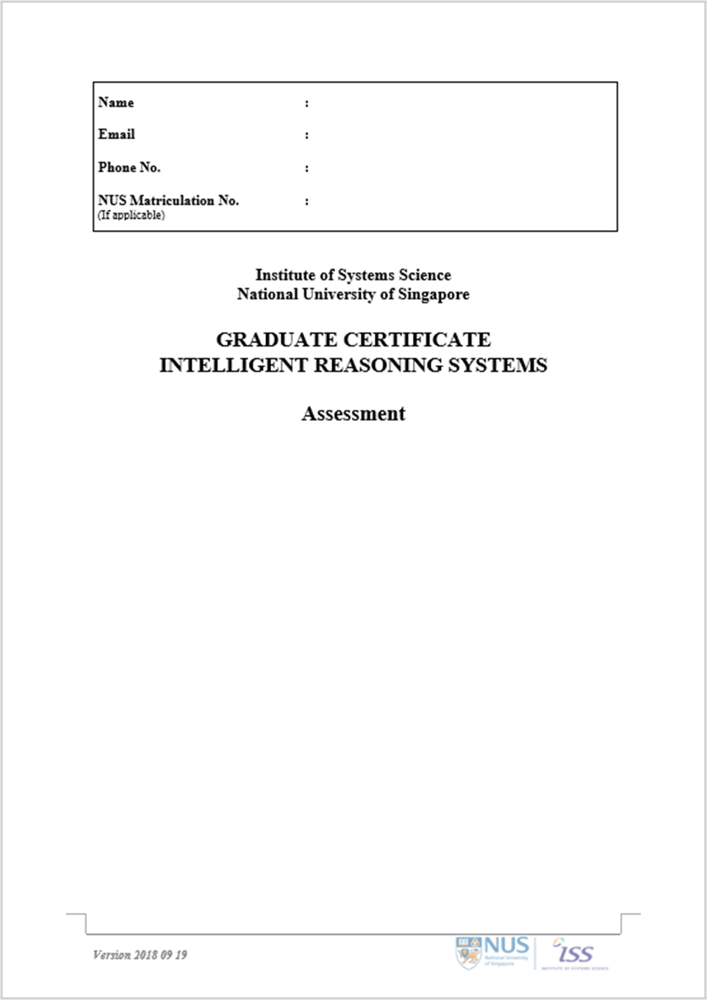 Name :
Email :
Phone No. :
NUS Matriculation No. :
(If applicable)
Institute of Systems Science
National University of Singapore
GRADUATE CERTIFICATE
INTELLIGENT REASONING SYSTEMS
Assessment
Version 2018 09 19
NUS
National University
of Singapore
iss
INSTITUTE OF SYSTEMS SCIENCE